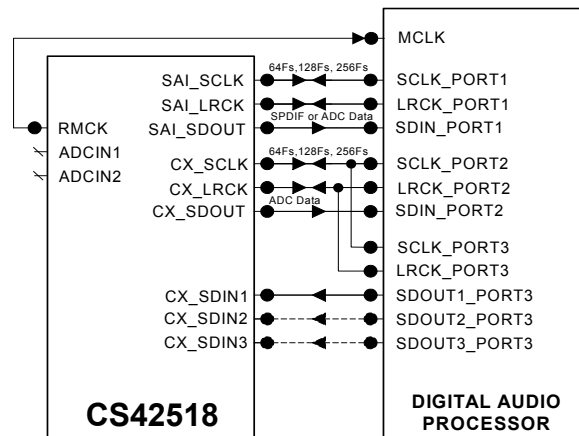 MCLK
64Fs,128Fs, 256Fs
SAI_SCLK
SCLK_PORT1
SAI_LRCK
LRCK_PORT1
SPDIF or ADC Data
RMCK
SAI_SDOUT
SDIN_PORT1
ADCIN1
64Fs,128Fs, 256Fs
CX_SCLK
SCLK_PORT2
ADCIN2
CX_LRCK
LRCK_PORT2
ADC Data
CX_SDOUT
SDIN_PORT2
SCLK_PORT3
LRCK_PORT3
CX_SDIN1
SDOUT1_PORT3
CX_SDIN2
SDOUT2_PORT3
CX_SDIN3
SDOUT3_PORT3
CS42518
DIGITAL AUDIO
PROCESSOR